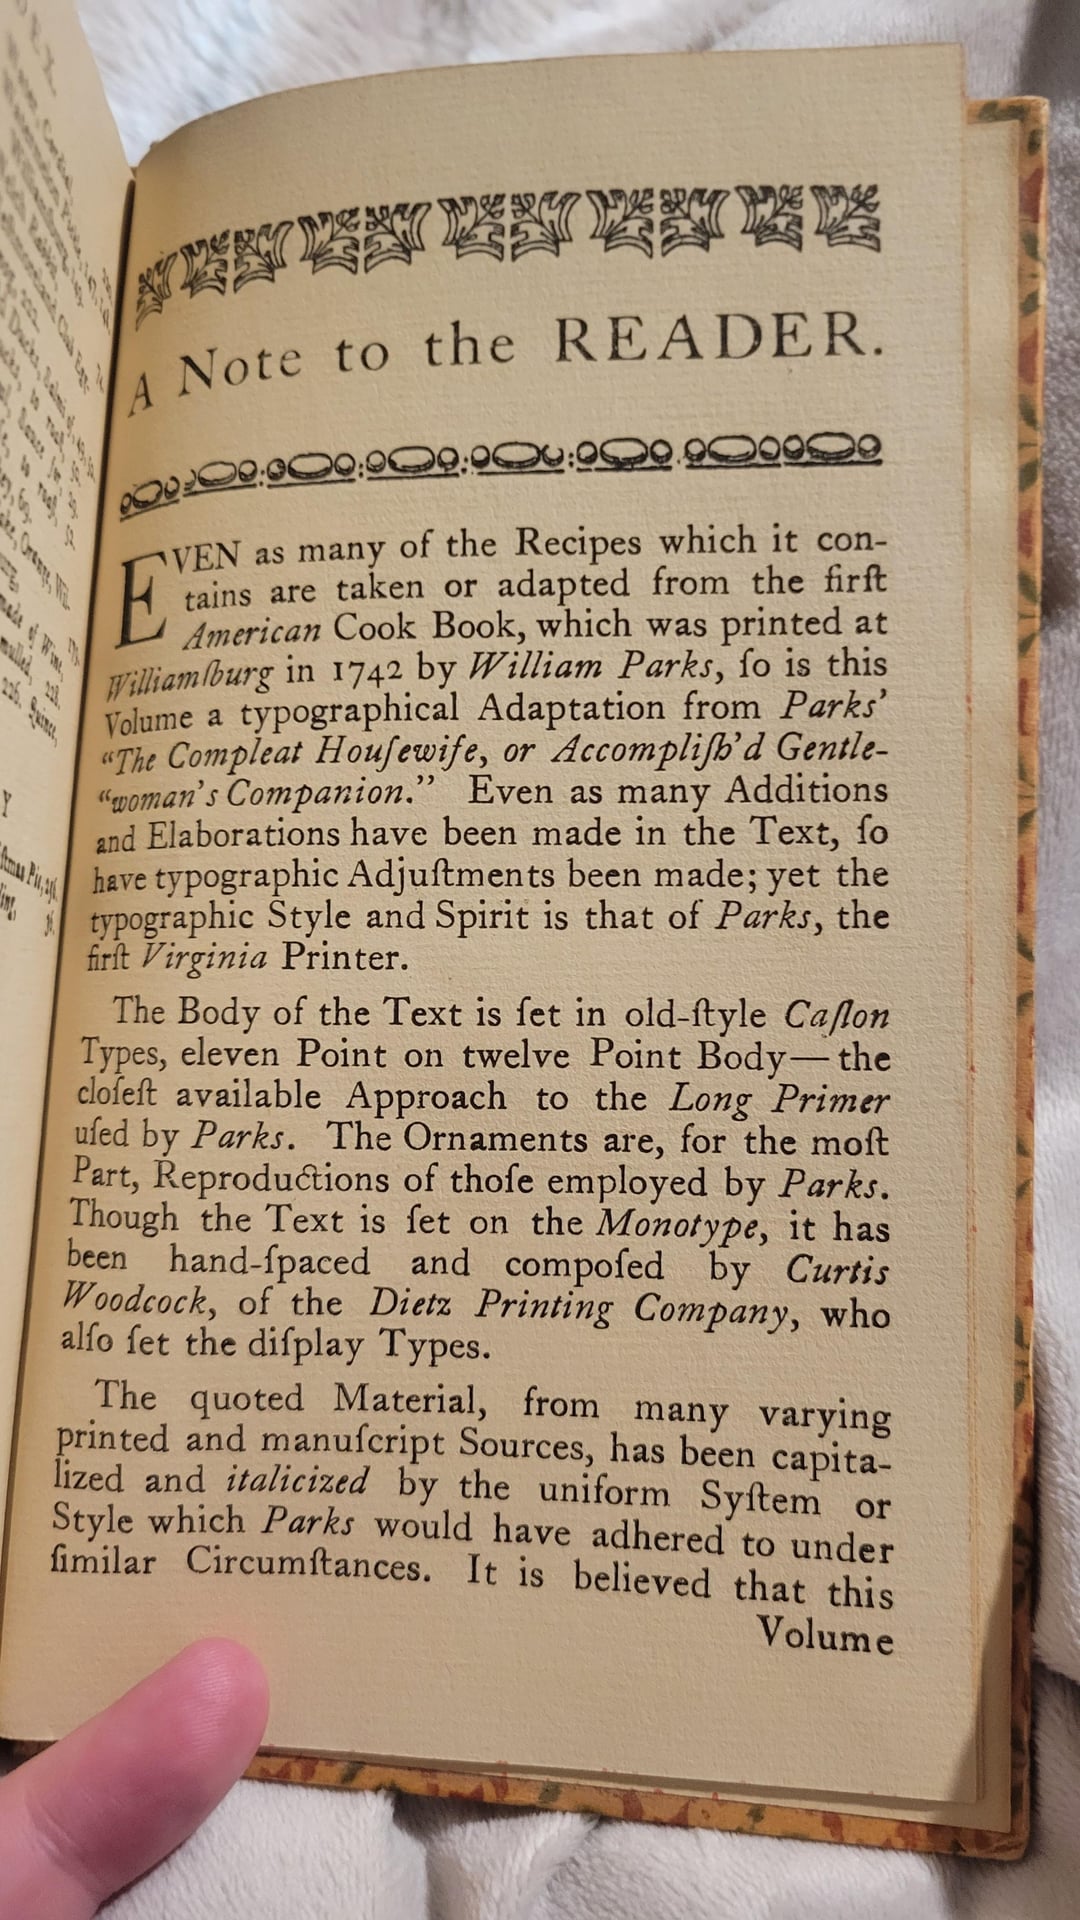 A Note to the READER.
EVEN as many of the Recipes which it con-
tains are taken or adapted from the firſt
American Cook Book, which was printed at
Williamſburg in 1742 by William Parks, ſo is this
Volume a typographical Adaptation from Parks’
“The Compleat Houſewife, or Accompliſh’d Gentle-
“woman’s Companion.” Even as many Additions
and Elaborations have been made in the Text, ſo
have typographic Adjuſtments been made; yet the
typographic Style and Spirit is that of Parks, the
firſt Virginia Printer.
The Body of the Text is ſet in old-ſtyle Caſlon
Types, eleven Point on twelve Point Body—the
cloſeſt available Approach to the Long Primer
uſed by Parks. The Ornaments are, for the moſt
Part, Reproductions of thoſe employed by Parks.
Though the Text is ſet on the Monotype, it has
been hand-ſpaced and compoſed by Curtis
Woodcock, of the Dietz Printing Company, who
alſo ſet the diſplay Types.
The quoted Material, from many varying
printed and manuſcript Sources, has been capita-
lized and italicized by the uniform Syſtem or
Style which Parks would have adhered to under
ſimilar Circumſtances. It is believed that this
Volume